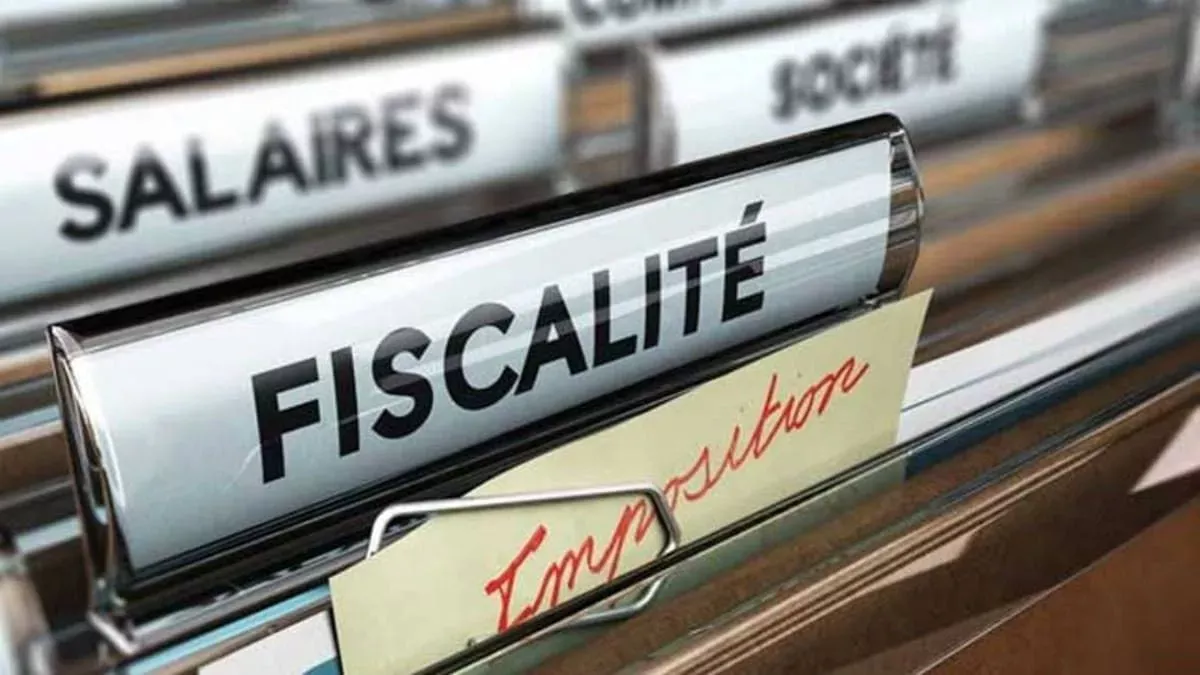 SALAIRES
SOCIÉTÉ
FISCALITÉ
Imposition